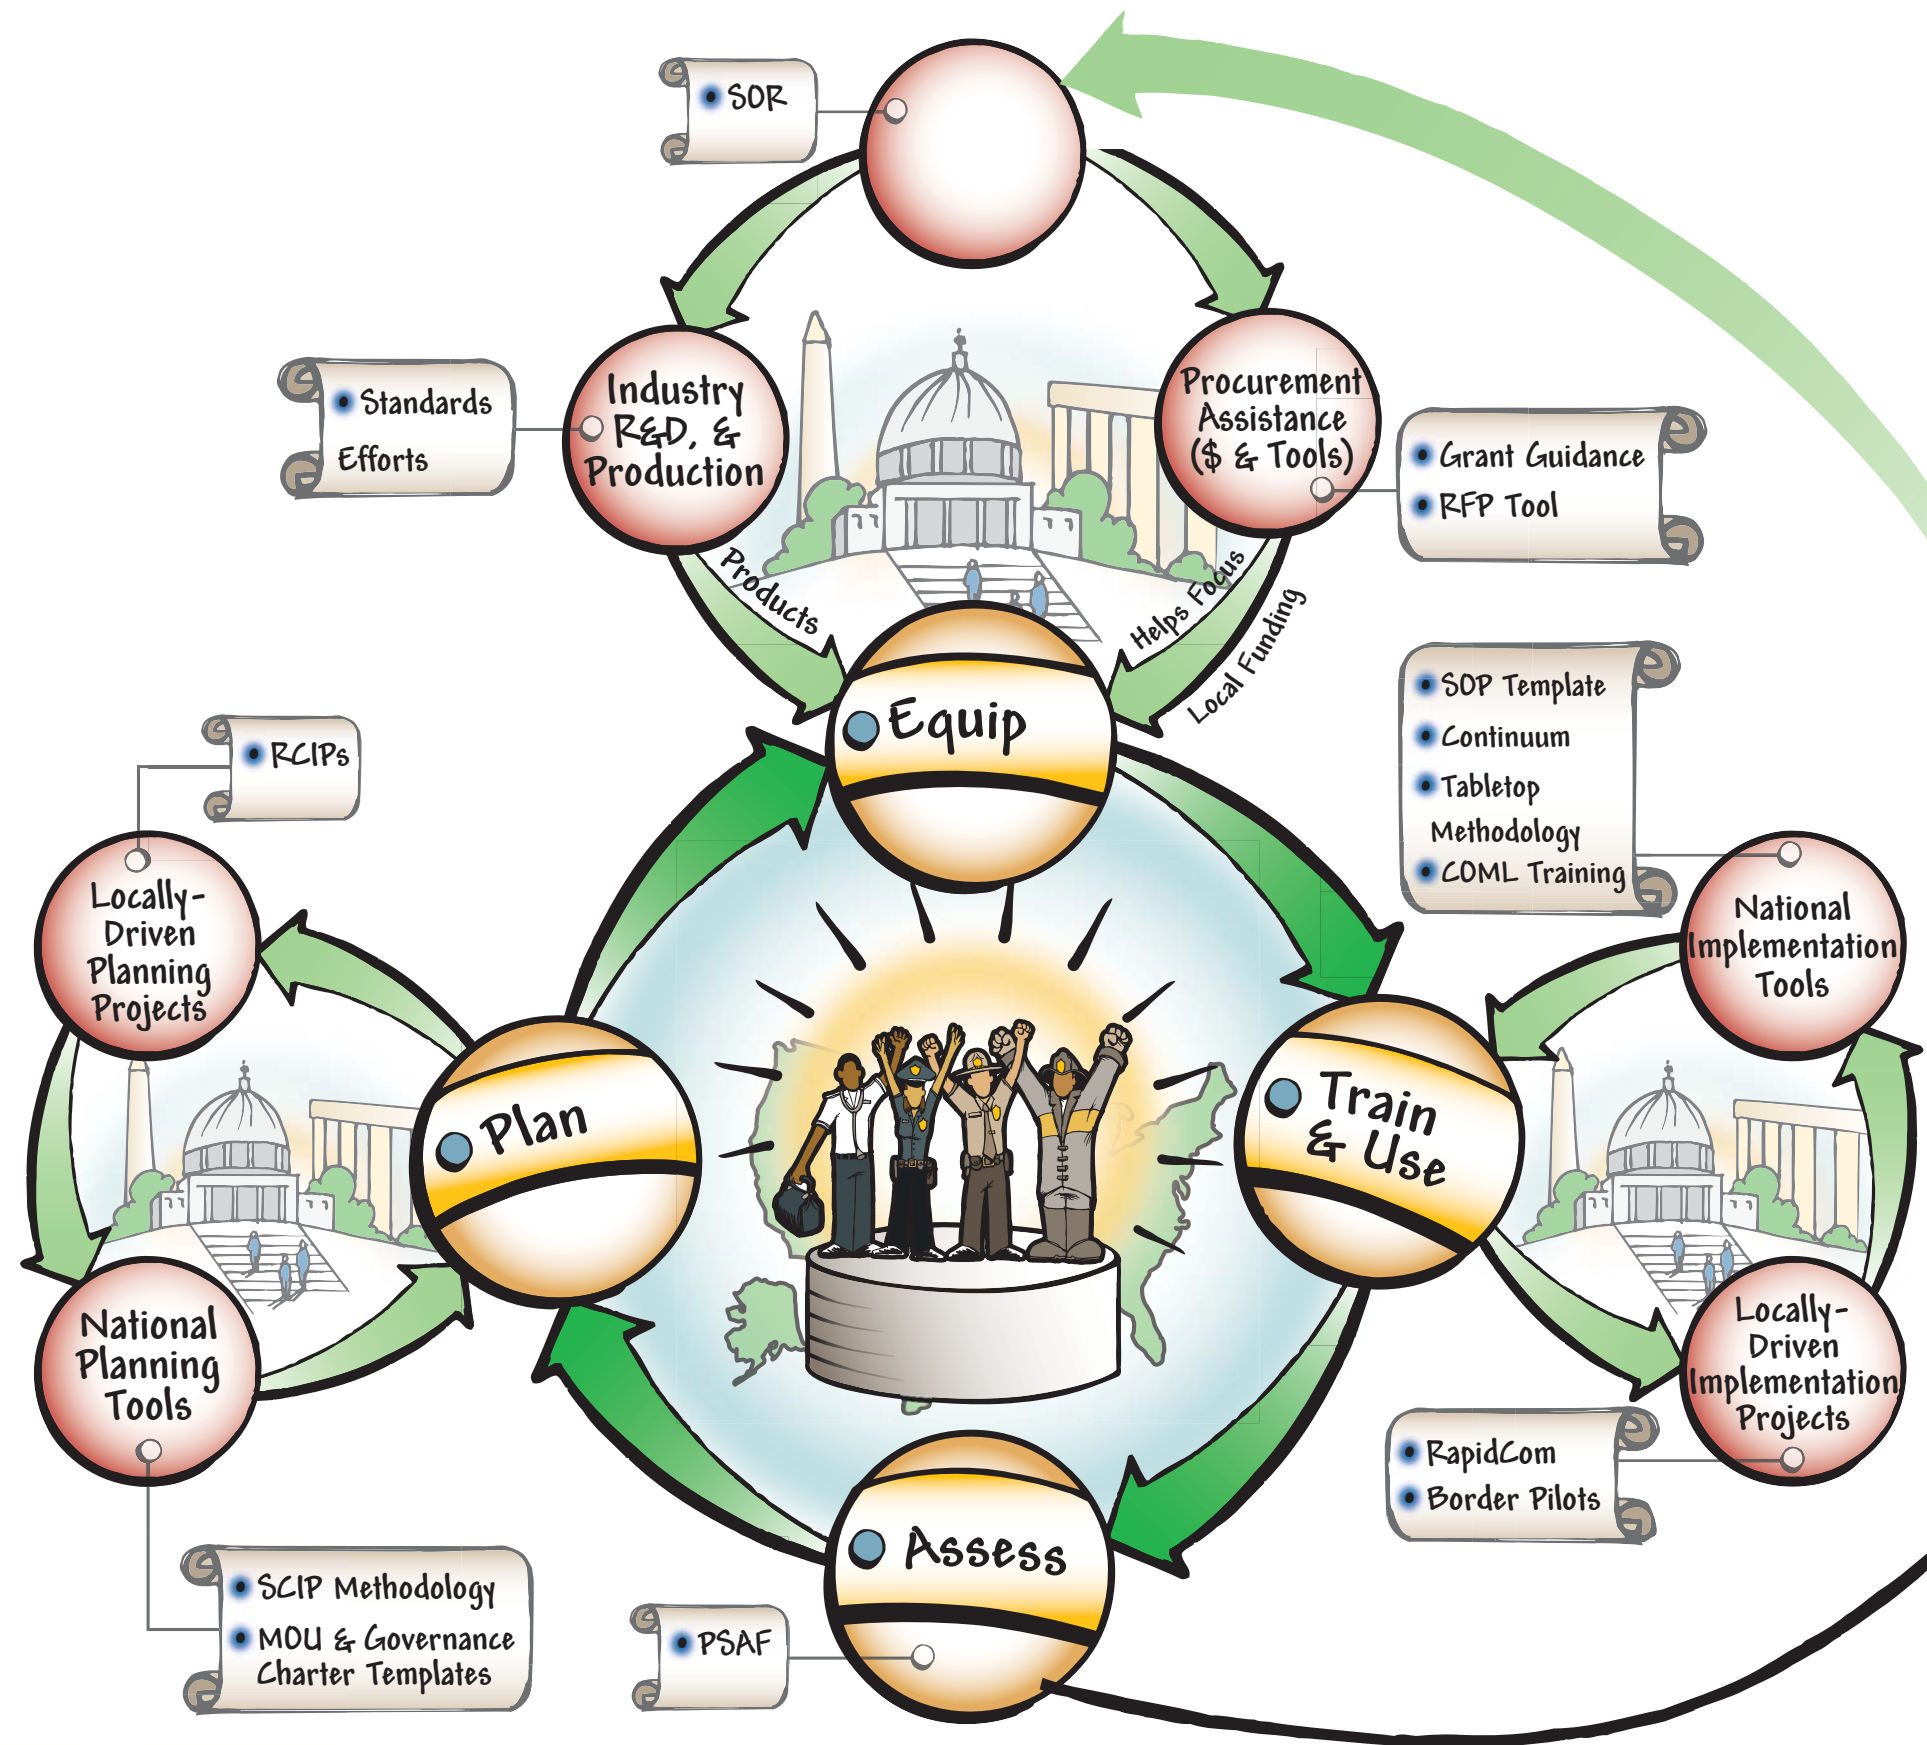 SOR
Industry
R&D, &
Production
Procurement
Assistance
($ & Tools)
Standards
Efforts
Grant Guidance
RFP Tool
Products
Helps Focus
Local Funding
Equip
SOP Template
Continuum
Tabletop
Methodology
COML Training
RCIPs
Locally-
Driven
Planning
Projects
National
Implementation
Tools
Plan
Train
& Use
National
Planning
Tools
Locally-
Driven
Implementation
Projects
RapidCom
Border Pilots
Assess
SCIP Methodology
MOU & Governance
Charter Templates
PSAF